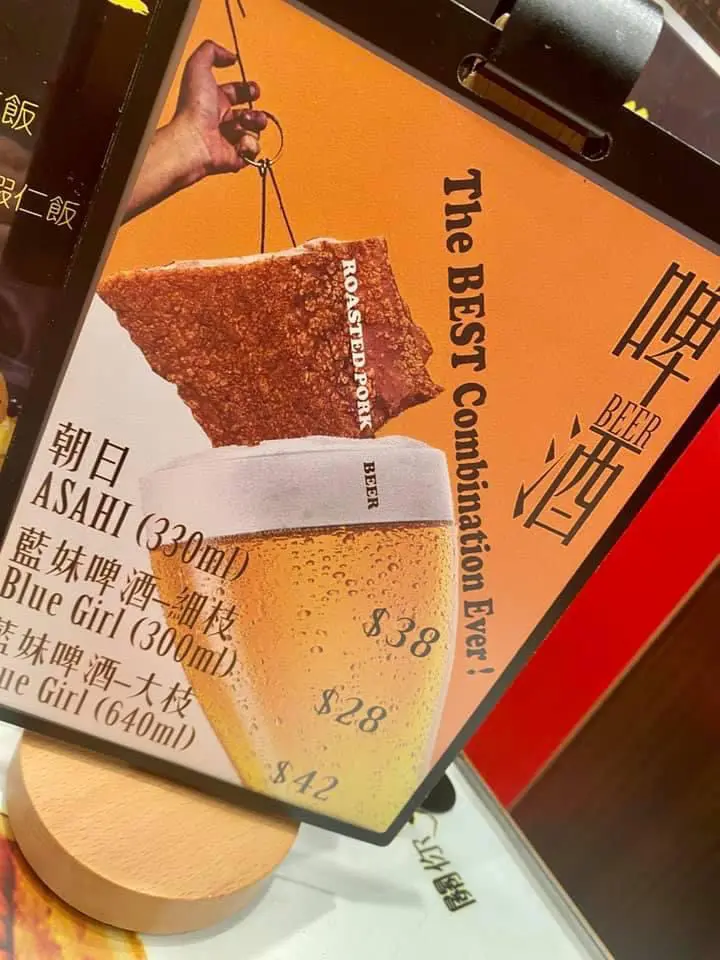 飯
蝦仁飯
啤
BEER
酒
The BEST Combination Ever!
ROASTED PORK
BEER
朝日
ASAHI (330ml)
$38
藍妹啤酒–細枝
Blue Girl (300ml)
$28
藍妹啤酒–大枝
ue Girl (640ml)
$42